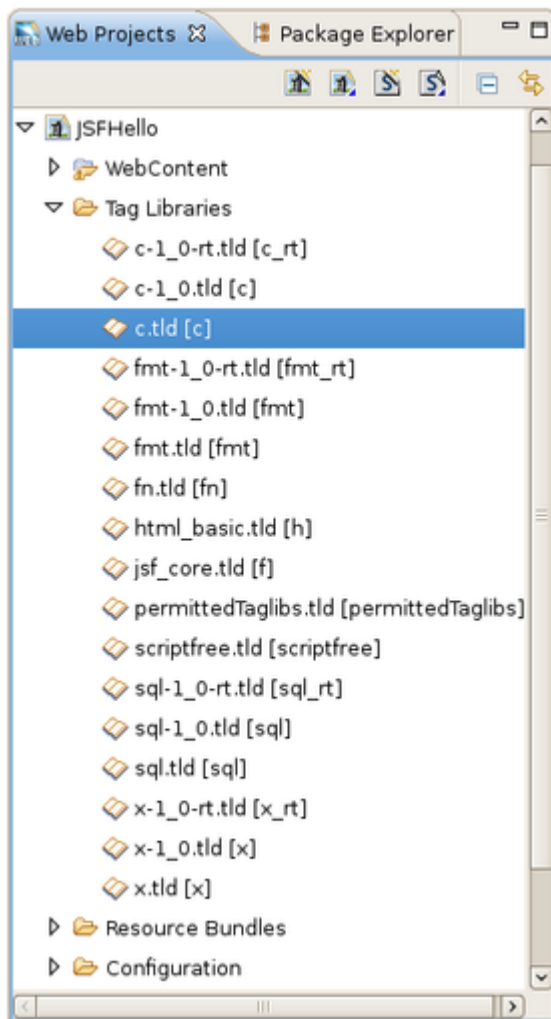 Web Projects
Package Explorer
JSFHello
WebContent
Tag Libraries
c-1_0-rt.tld [c_rt]
c-1_0.tld [c]
c.tld [c]
fmt-1_0-rt.tld [fmt_rt]
fmt-1_0.tld [fmt]
fmt.tld [fmt]
fn.tld [fn]
html_basic.tld [h]
jsf_core.tld [f]
permittedTaglibs.tld [permittedTaglibs]
scriptfree.tld [scriptfree]
sql-1_0-rt.tld [sql_rt]
sql-1_0.tld [sql]
sql.tld [sql]
x-1_0-rt.tld [x_rt]
x-1_0.tld [x]
x.tld [x]
Resource Bundles
Configuration